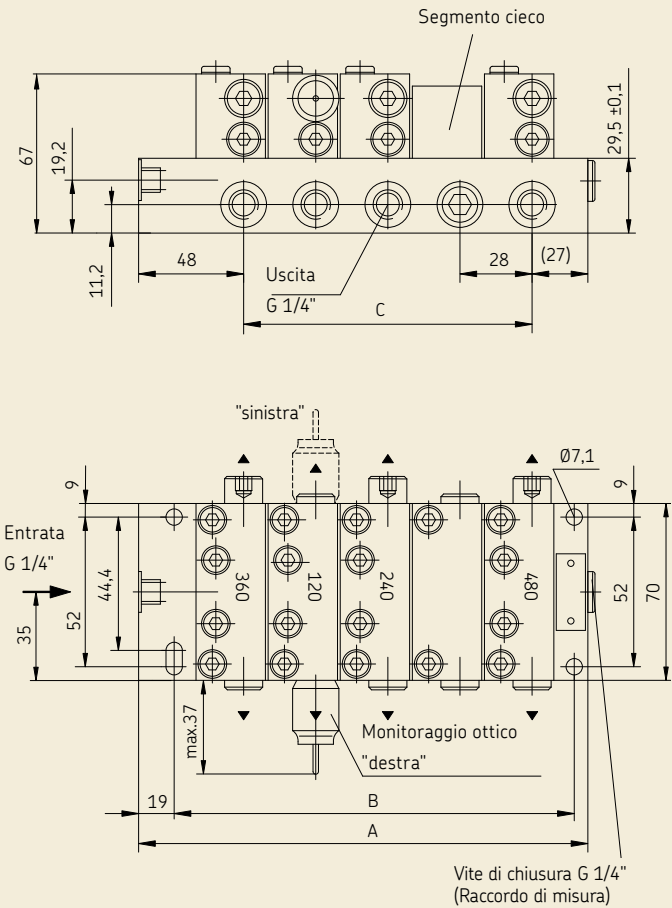 Segmento cieco
67
19,2
11,2
48
Uscita
G 1/4"
28
(27)
29,5 ±0,1
C
"sinistra"
Ø7,1
9
9
Entrata
G 1/4"
44,4
52
35
360
120
240
480
52
70
max.37
Monitoraggio ottico
"destra"
19
B
A
Vite di chiusura G 1/4"
(Raccordo di misura)